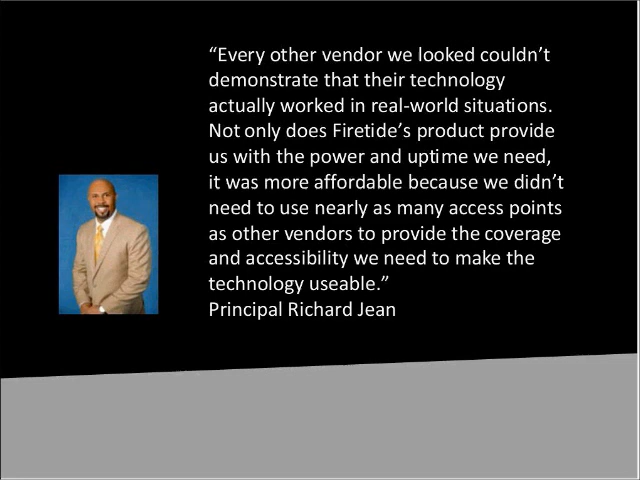 “Every other vendor we looked couldn’t
demonstrate that their technology
actually worked in real-world situations.
Not only does Firetide’s product provide
us with the power and uptime we need,
it was more affordable because we didn’t
need to use nearly as many access points
as other vendors to provide the coverage
and accessibility we need to make the
technology useable.”
Principal Richard Jean